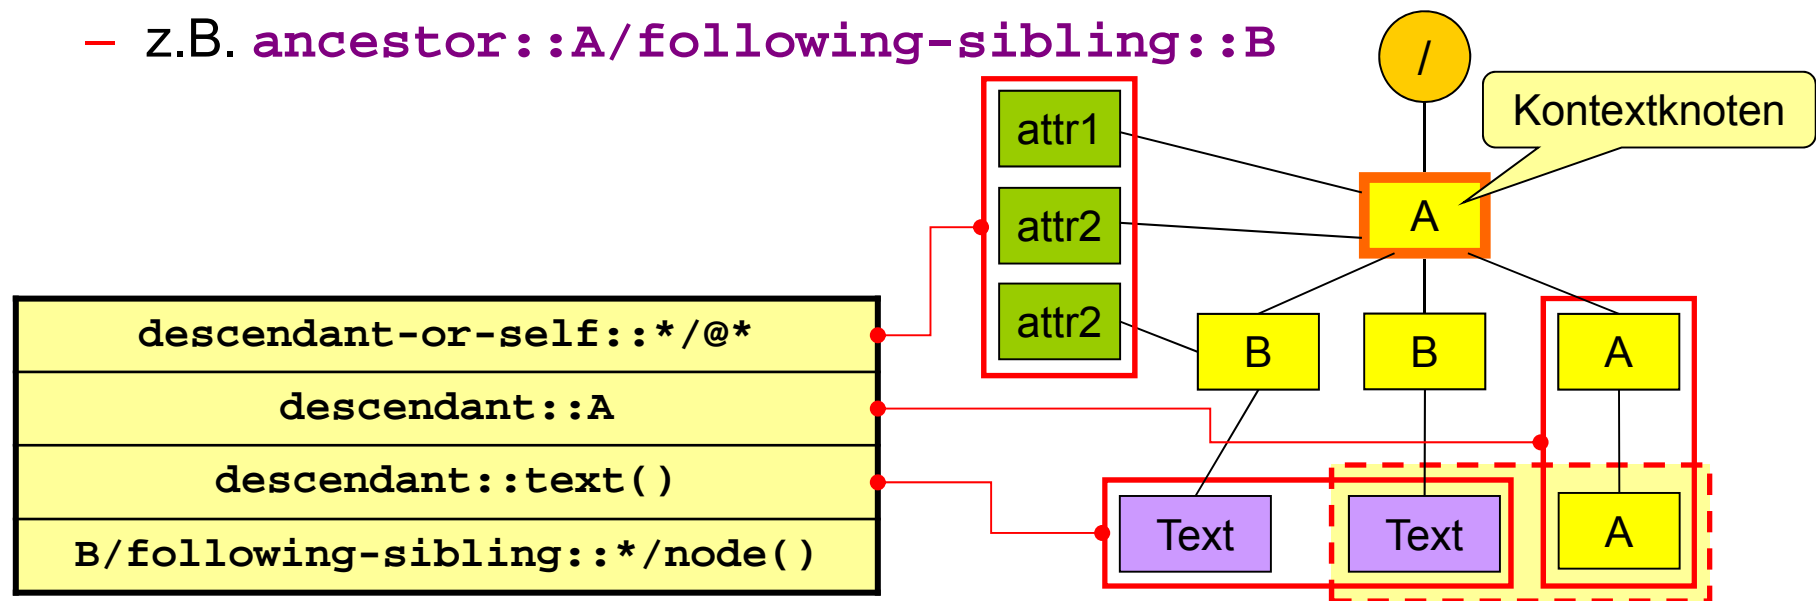 – z.B. ancestor::A/following-sibling::B
/
Kontextknoten
attr1
A
attr2
attr2
B
B
A
descendant-or-self::*/@*
descendant::A
descendant::text()
B/following-sibling::*/node()
Text
Text
A